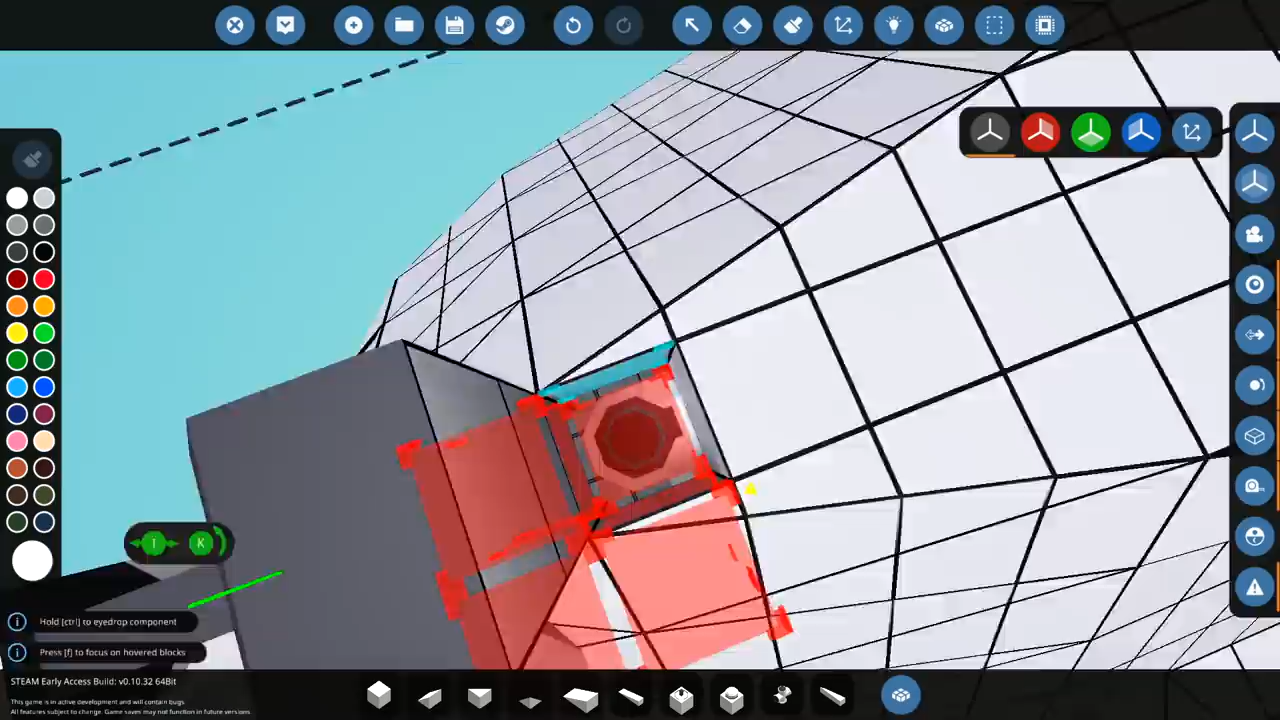 T K
Hold [ctrl] to eyedrop component
Press [f] to focus on hovered blocks
STEAM Early Access Build: v0.10.32 64Bit
This game is in active development and will contain bugs.
All features subject to change. Game saves may not function in future versions.